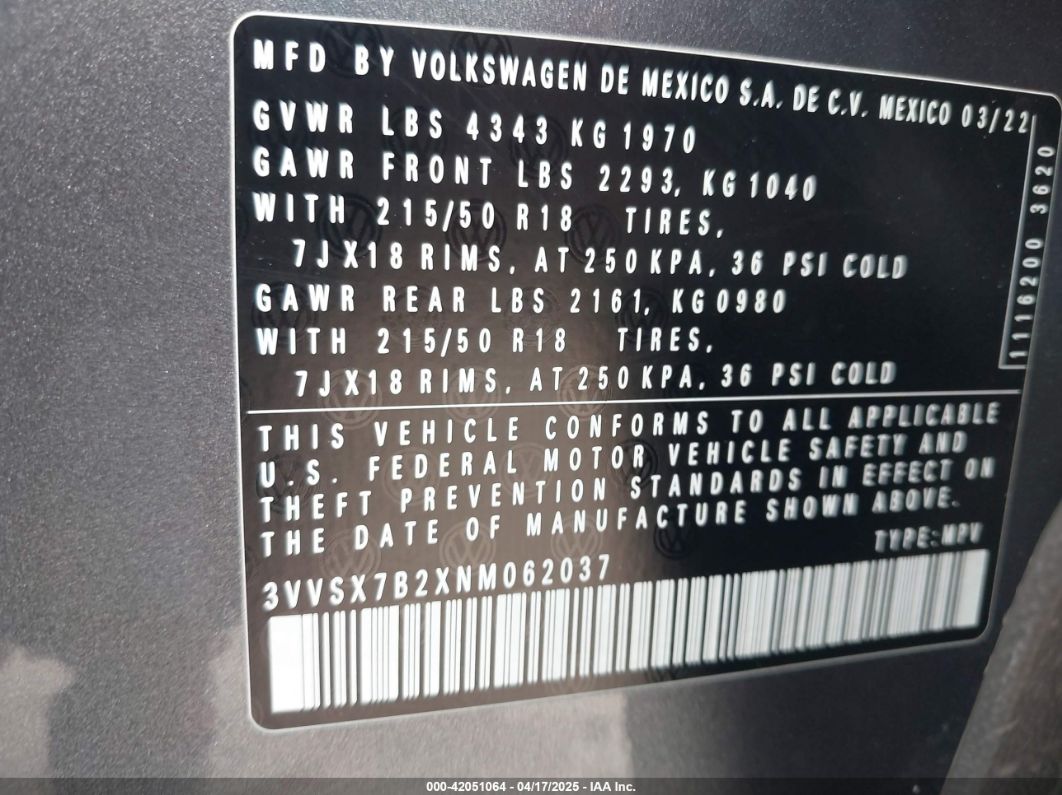 MFD BY VOLKSWAGEN DE MEXICO S.A. DE C.V. MEXICO 03/22
GVWR LBS 4343 KG 1970
GAWR FRONT LBS 2293, KG 1040
WITH 215/50 R18 TIRES,
7JX18 RIMS, AT 250 KPA, 36 PSI COLD
GAWR REAR LBS 2161, KG 0980
WITH 215/50 R18 TIRES,
7JX18 RIMS, AT 250 KPA, 36 PSI COLD
1116200 3620
THIS VEHICLE CONFORMS TO ALL APPLICABLE
U.S. FEDERAL MOTOR VEHICLE SAFETY AND
THEFT PREVENTION STANDARDS IN EFFECT ON
THE DATE OF MANUFACTURE SHOWN ABOVE.
TYPE:MPV
3VVSX7B2XNM062037
000-42051064 - 04/17/2025 - IAA Inc.